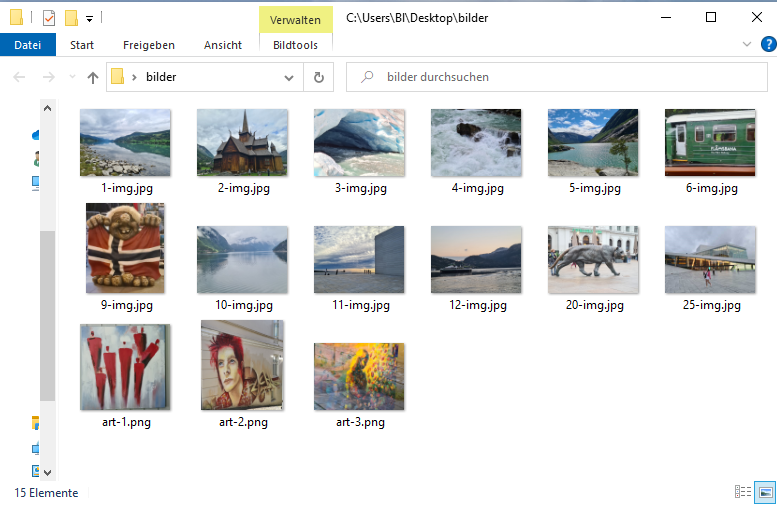 Verwalten C:\Users\BI\Desktop\bilder
Datei Start Freigeben Ansicht Bildtools
bilder bilder durchsuchen
1-img.jpg 2-img.jpg 3-img.jpg 4-img.jpg 5-img.jpg 6-img.jpg
FLÅMSBANA
9-img.jpg 10-img.jpg 11-img.jpg 12-img.jpg 20-img.jpg 25-img.jpg
art-1.png art-2.png art-3.png
15 Elemente